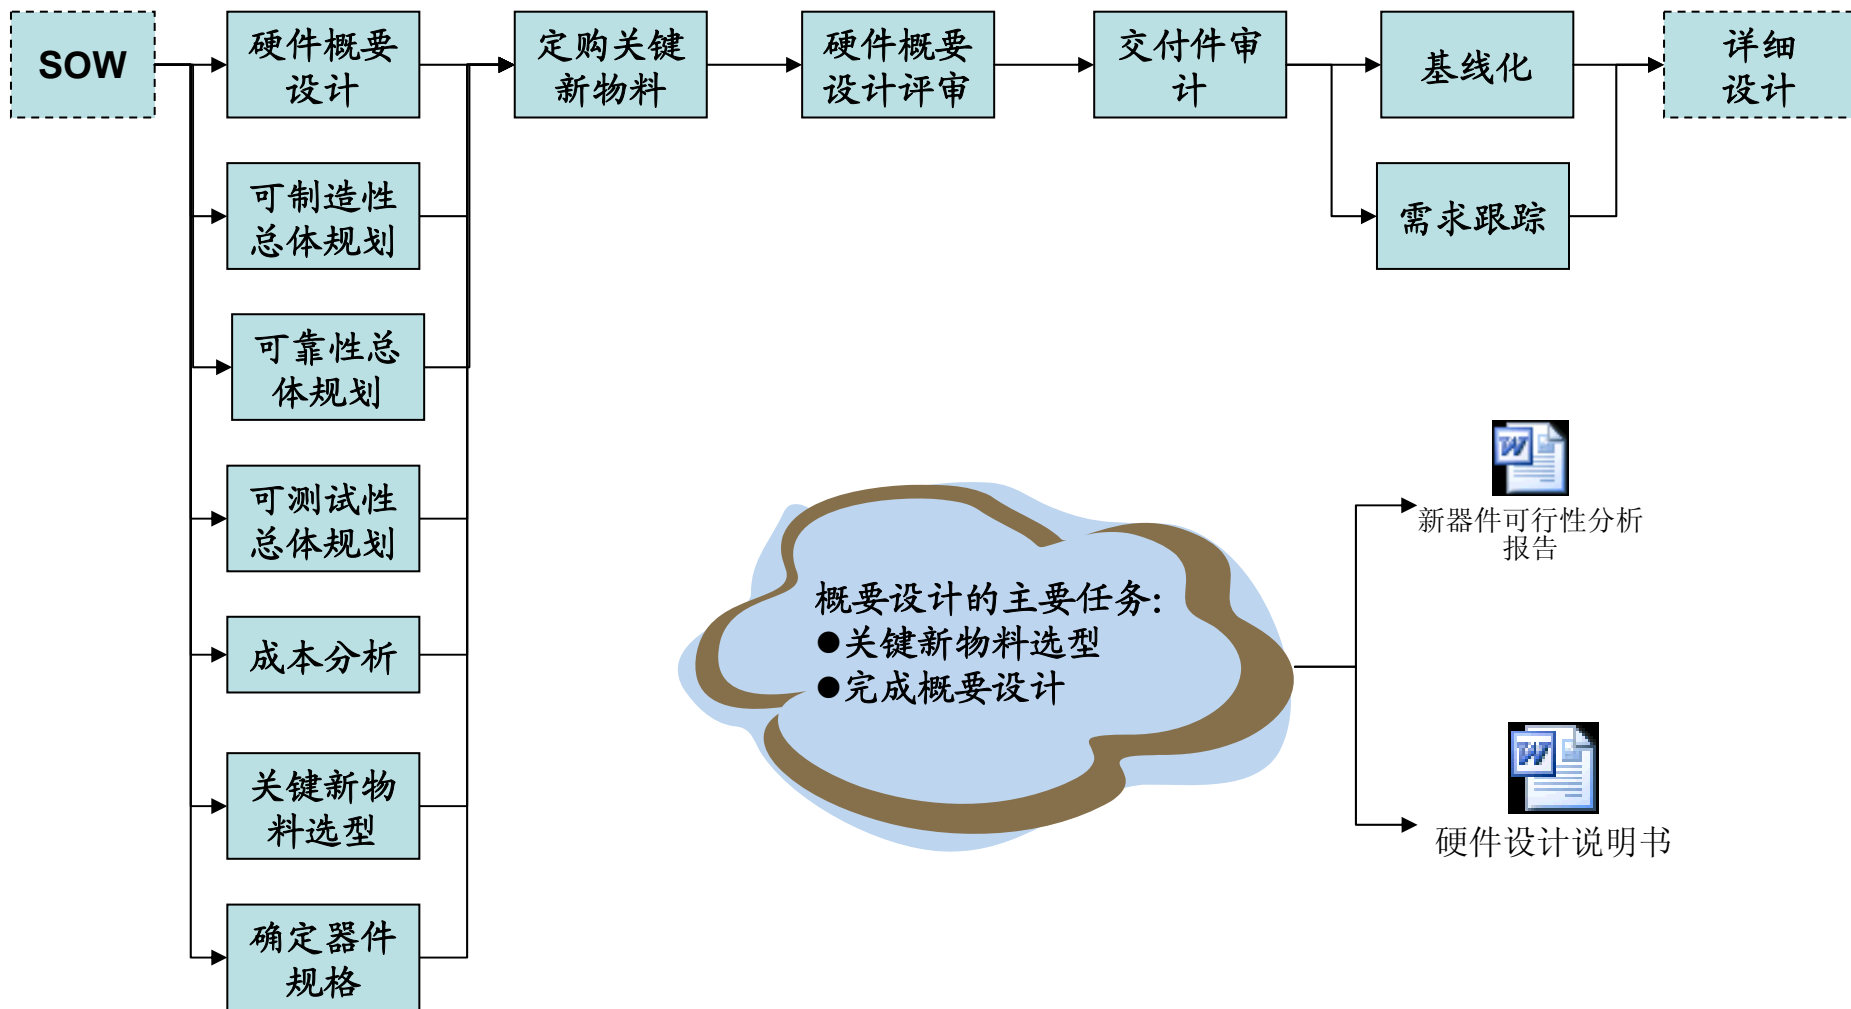 SOW
硬件概要
设计
定购关键
新物料
硬件概要
设计评审
交付件审
计
基线化
详细
设计
可制造性
总体规划
需求跟踪
可靠性总
体规划
可测试性
总体规划
成本分析
关键新物
料选型
确定器件
规格
概要设计的主要任务:
●关键新物料选型
●完成概要设计
新器件可行性分析
报告
硬件设计说明书